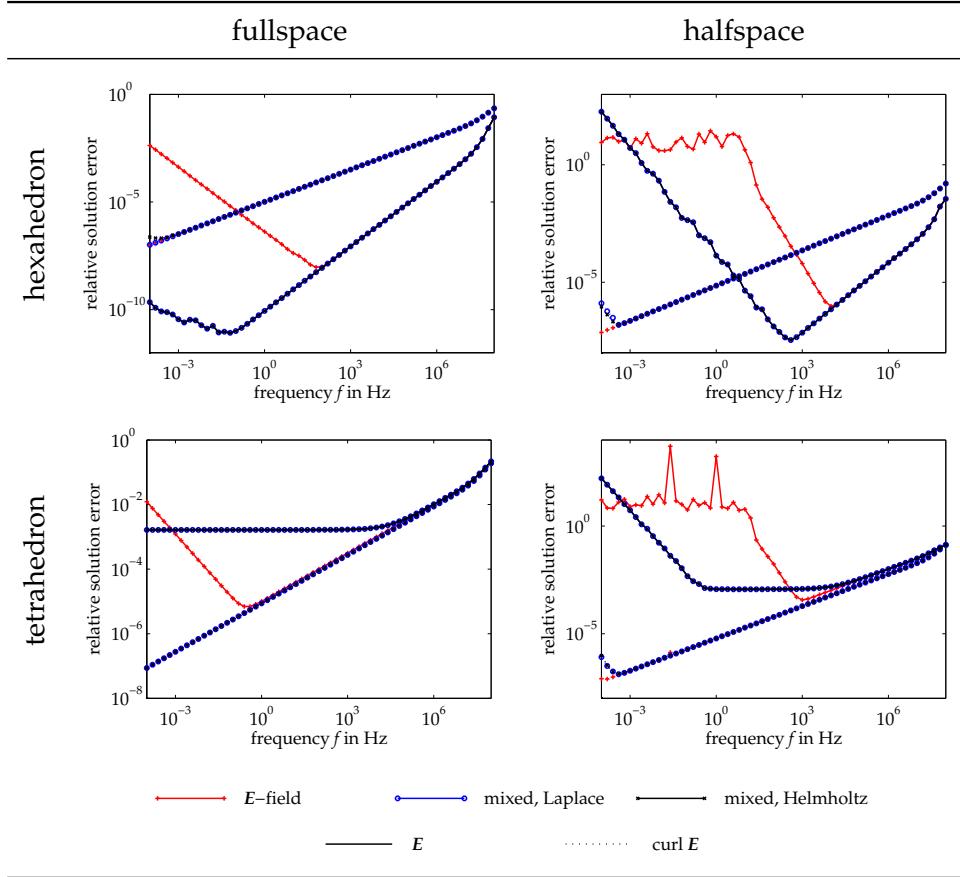 fullspace halfspace
hexahedron
relative solution error
10^0
10^−5
10^−10
10^−3 10^0 10^3 10^6
frequency f in Hz
relative solution error
10^0
10^−5
10^−3 10^0 10^3 10^6
frequency f in Hz
tetrahedron
relative solution error
10^0
10^−2
10^−4
10^−6
10^−8
10^−3 10^0 10^3 10^6
frequency f in Hz
relative solution error
10^0
10^−5
10^−3 10^0 10^3 10^6
frequency f in Hz
E−field mixed, Laplace mixed, Helmholtz
E curl E